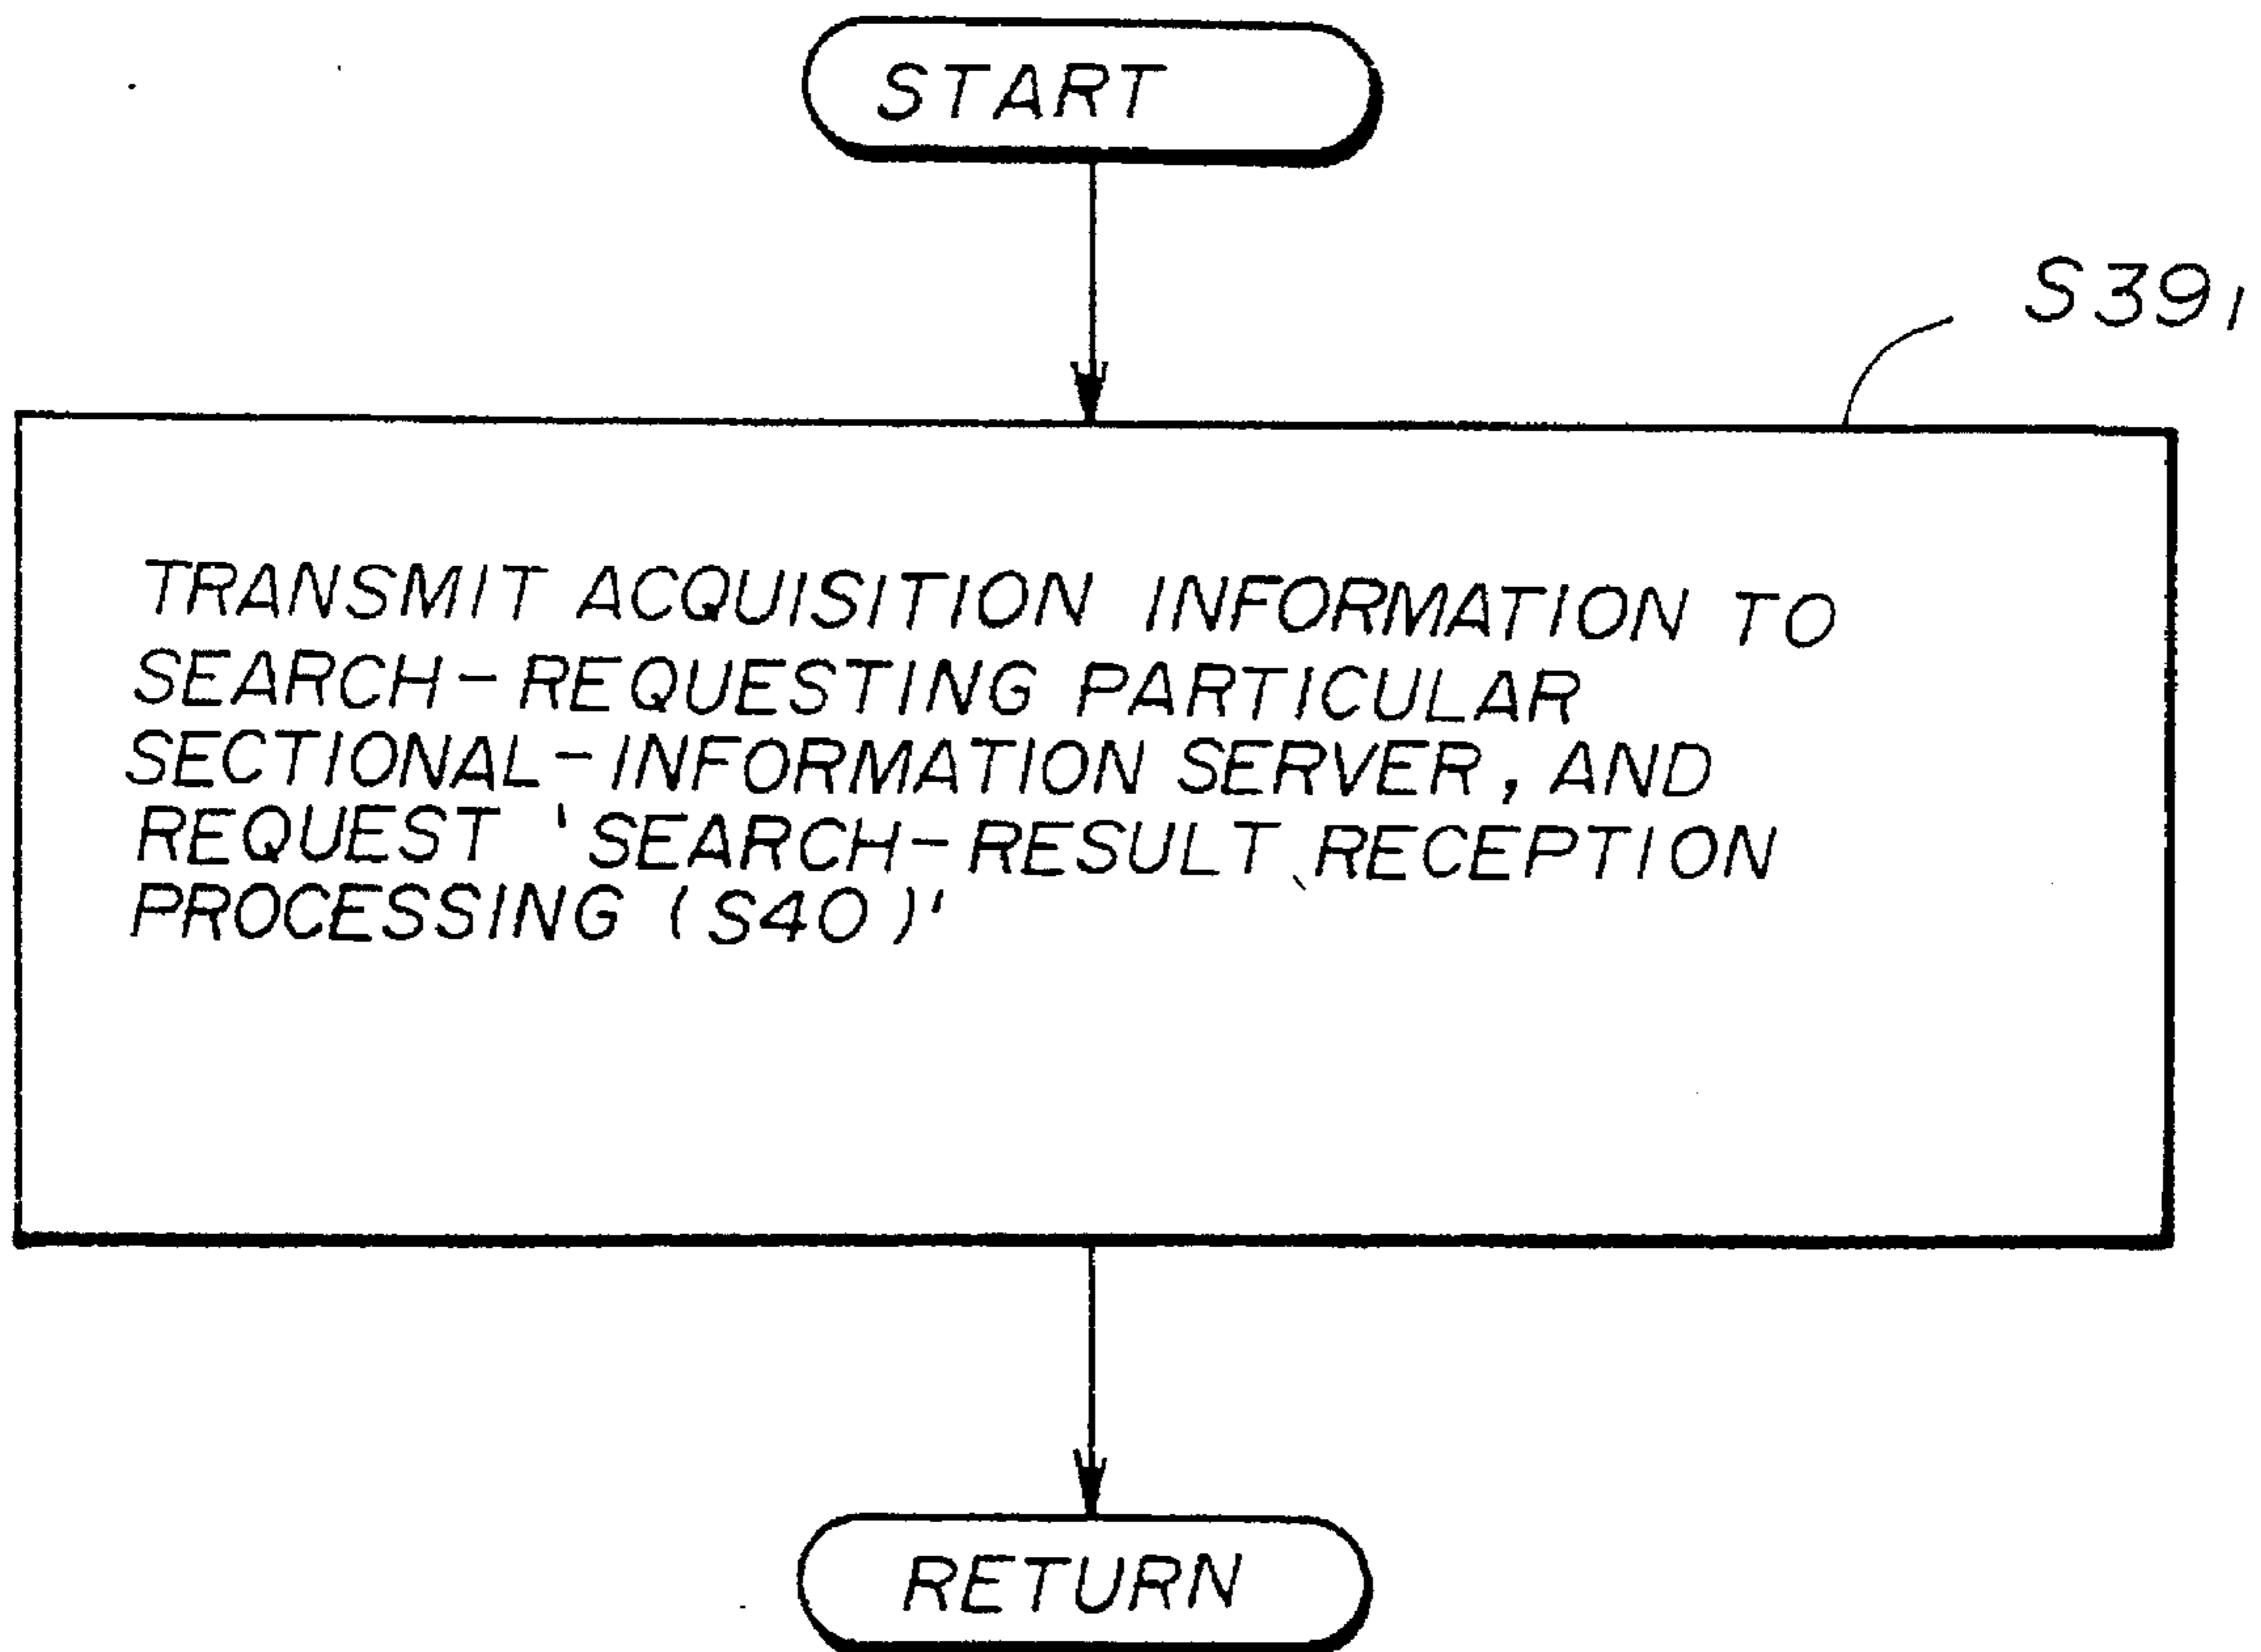 START
S39₁
TRANSMIT ACQUISITION INFORMATION TO
SEARCH-REQUESTING PARTICULAR
SECTIONAL-INFORMATION SERVER, AND
REQUEST 'SEARCH-RESULT RECEPTION
PROCESSING (S40)'
RETURN